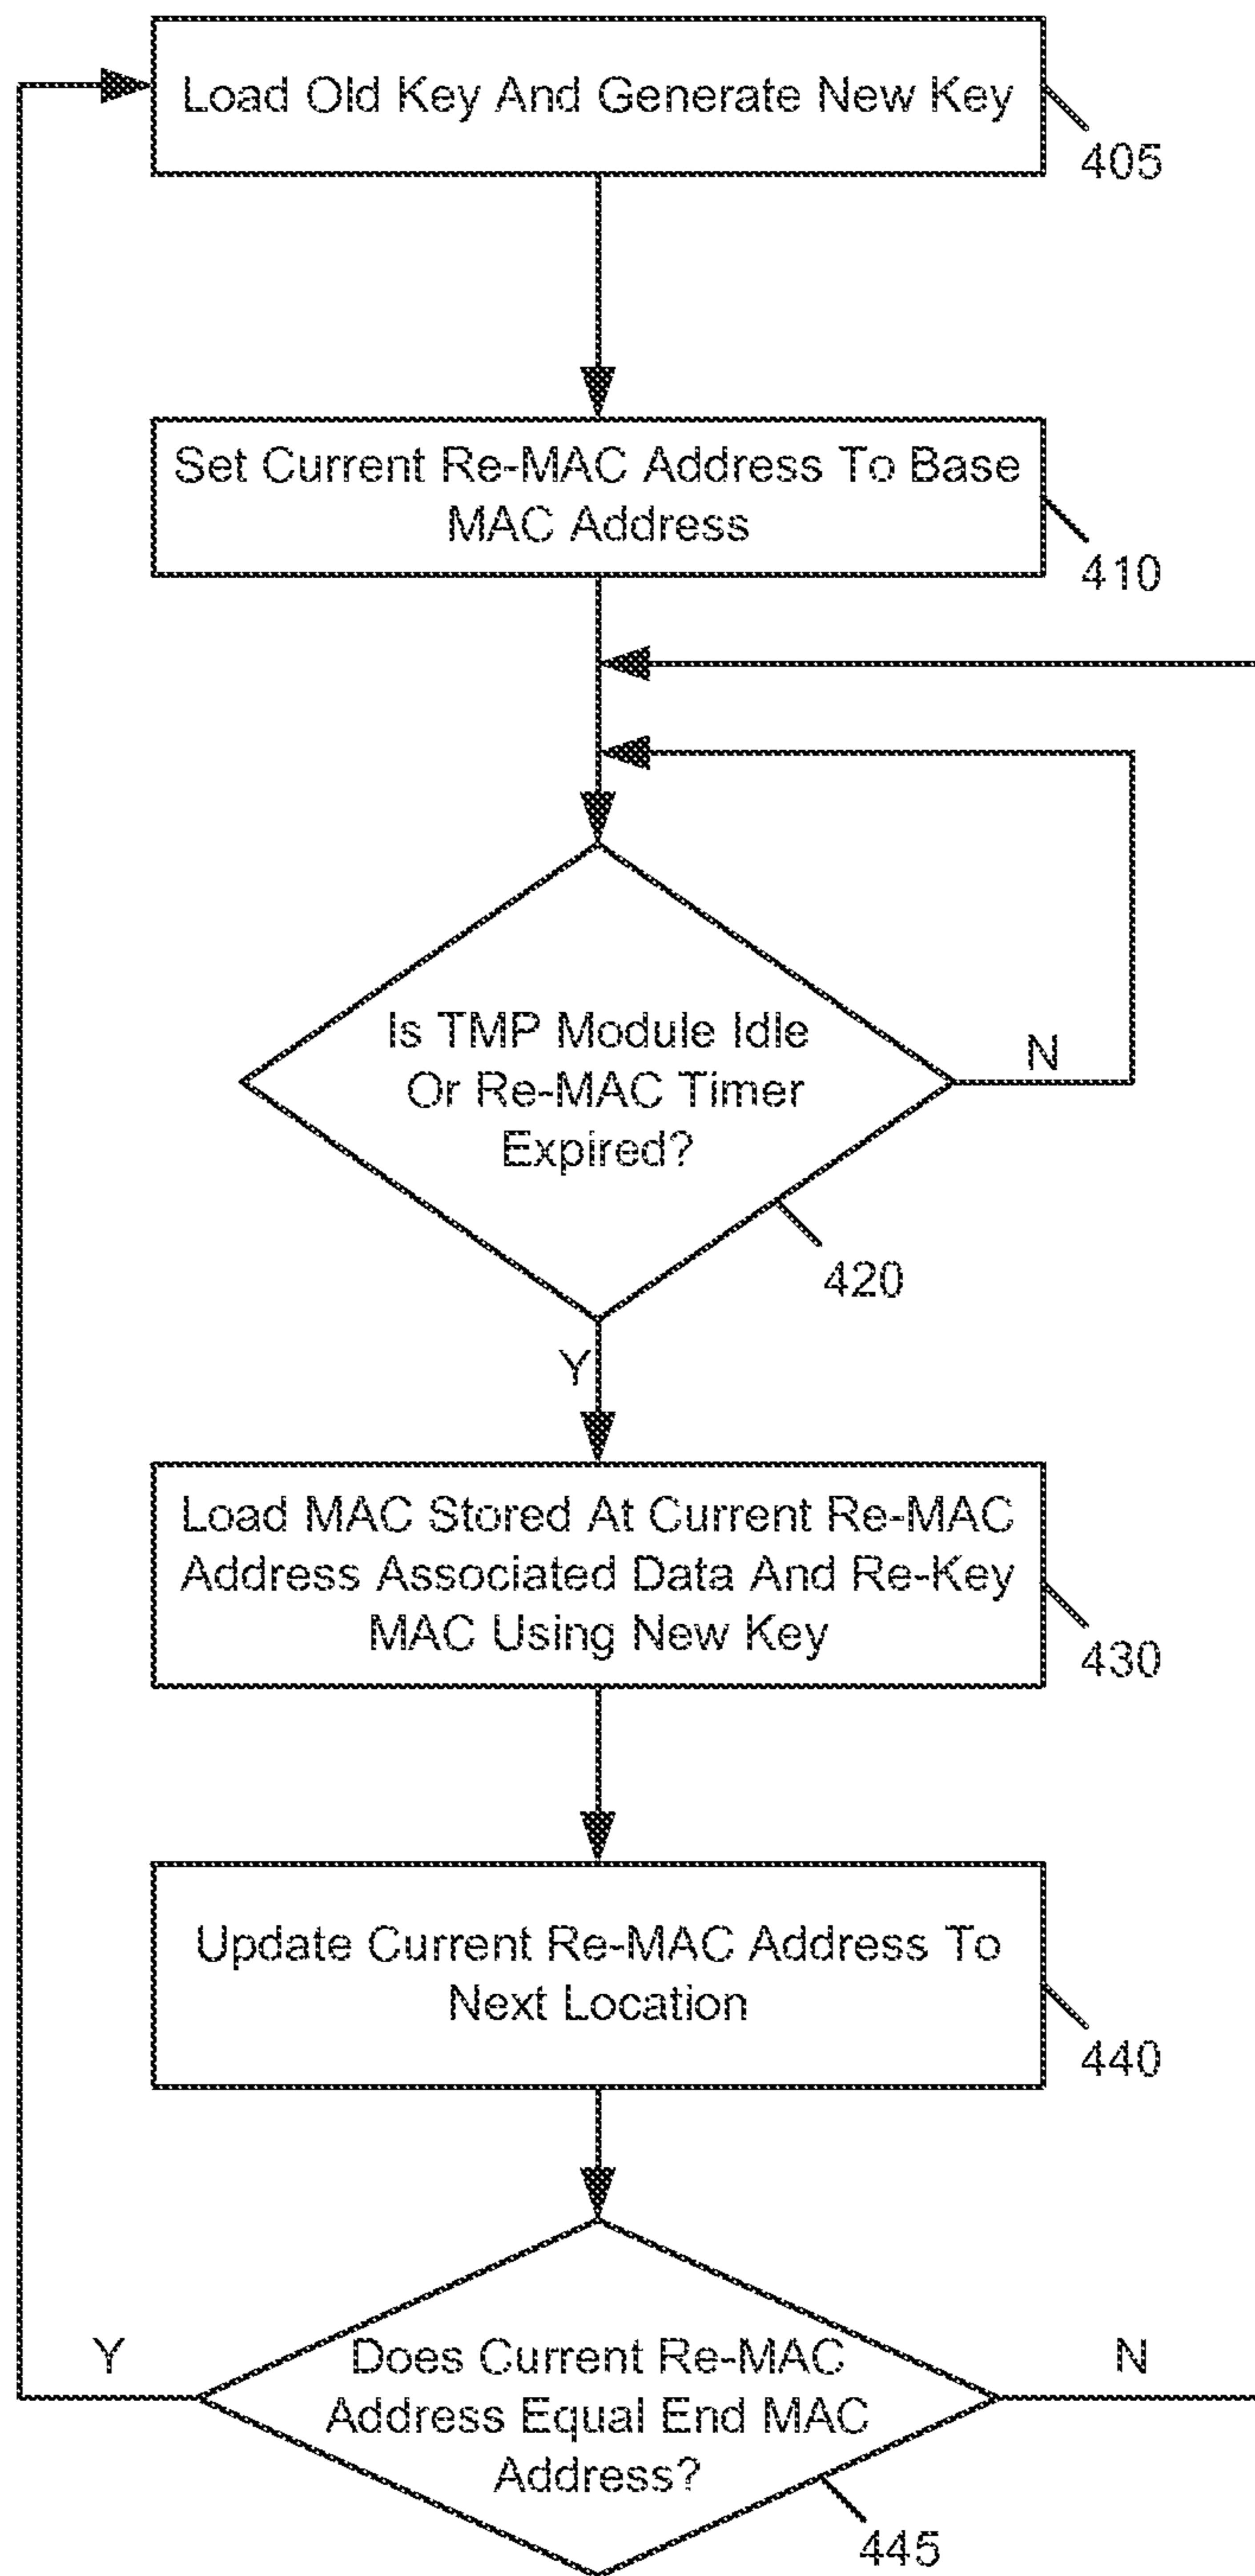 Load Old Key And Generate New Key
405
Set Current Re-MAC Address To Base
MAC Address
410
Is TMP Module Idle
Or Re-MAC Timer
Expired?
N
420
Y
Load MAC Stored At Current Re-MAC
Address Associated Data And Re-Key
MAC Using New Key
430
Update Current Re-MAC Address To
Next Location
440
Y
Does Current Re-MAC
Address Equal End MAC
Address?
N
445